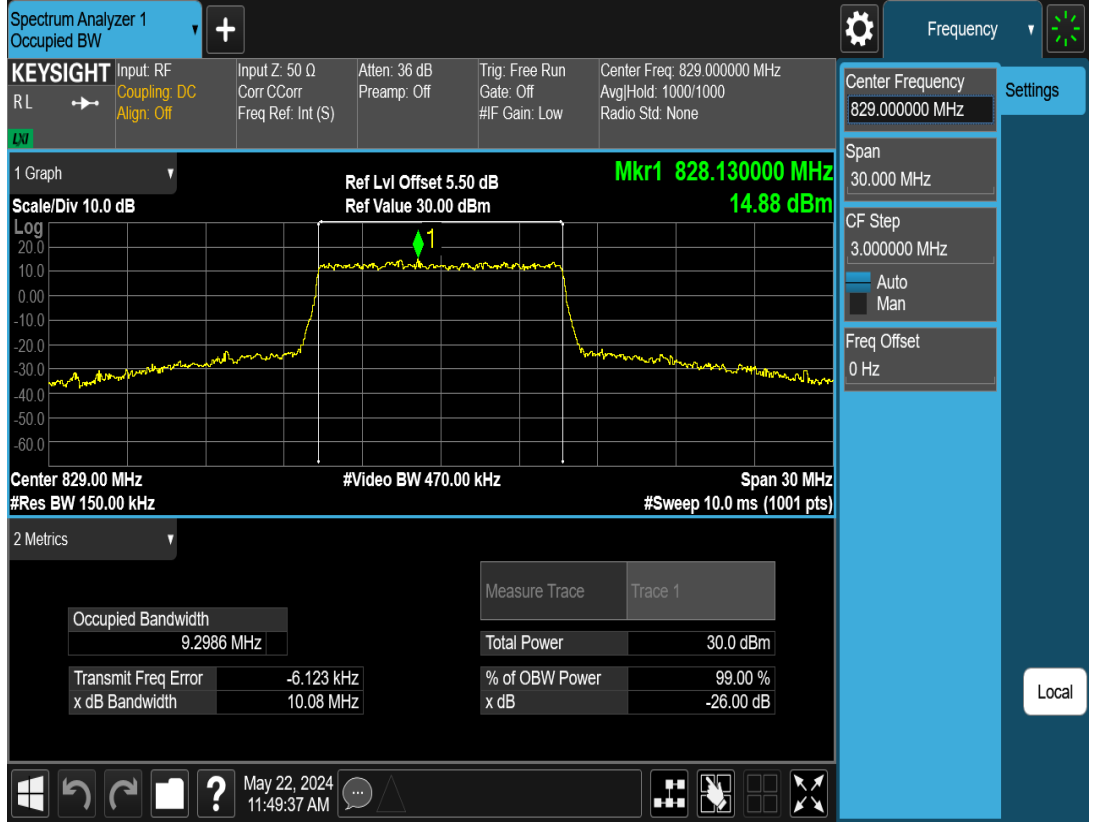 Spectrum Analyzer 1
Occupied BW
+
Frequency
KEYSIGHT
RL
LXI
Input: RF
Coupling: DC
Align: Off
Input Z: 50 Ω
Corr CCorr
Freq Ref: Int (S)
Atten: 36 dB
Preamp: Off
Trig: Free Run
Gate: Off
#IF Gain: Low
Center Freq: 829.000000 MHz
Avg|Hold: 1000/1000
Radio Std: None
Center Frequency
829.000000 MHz
Settings
Span
30.000 MHz
CF Step
3.000000 MHz
Auto
Man
Freq Offset
0 Hz
Local
1 Graph
Ref Lvl Offset 5.50 dB
Mkr1 828.130000 MHz
Scale/Div 10.0 dB
Ref Value 30.00 dBm
14.88 dBm
Log
1
20.0
10.0
0.00
-10.0
-20.0
-30.0
-40.0
-50.0
-60.0
Center 829.00 MHz
#Video BW 470.00 kHz
Span 30 MHz
#Res BW 150.00 kHz
#Sweep 10.0 ms (1001 pts)
2 Metrics
Measure Trace
Trace 1
Occupied Bandwidth
9.2986 MHz
Total Power
30.0 dBm
Transmit Freq Error
-6.123 kHz
% of OBW Power
99.00 %
x dB Bandwidth
10.08 MHz
x dB
-26.00 dB
?
May 22, 2024
11:49:37 AM